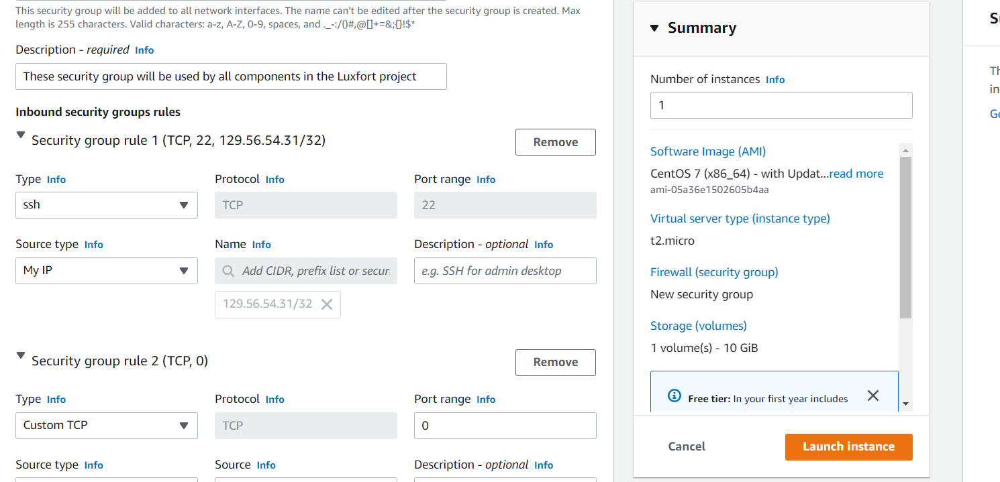 This security group will be added to all network interfaces. The name can't be edited after the security group is created. Max
length is 255 characters. Valid characters: a-z, A-Z, 0-9, spaces, and ._-:/()#,@[]+=&;{}!$*
Description - required Info
These security group will be used by all components in the Luxfort project
Inbound security groups rules
Security group rule 1 (TCP, 22, 129.56.54.31/32)
Remove
Type Info
Protocol Info
Port range Info
ssh
TCP
22
Source type Info
Name Info
Description - optional Info
My IP
Add CIDR, prefix list or secur
e.g. SSH for admin desktop
129.56.54.31/32
Security group rule 2 (TCP, 0)
Remove
Type Info
Protocol Info
Port range Info
Custom TCP
TCP
0
Source type Info
Source Info
Description - optional Info
Summary
Number of instances Info
1
Software Image (AMI)
CentOS 7 (x86_64) - with Updat...read more
ami-05a36e1502605b4aa
Virtual server type (instance type)
t2.micro
Firewall (security group)
New security group
Storage (volumes)
1 volume(s) - 10 GiB
Free tier: In your first year includes
Cancel
Launch instance